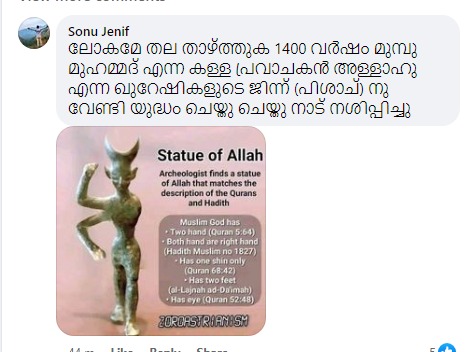 Sonu Jenif
ലോകമേ തല താഴ്ത്തുക 1400 വർഷം മുമ്പു
മുഹമ്മദ് എന്ന കള്ള പ്രവാചകൻ അള്ളാഹു
എന്ന ഖുറേഷികളുടെ ജിന്ന് (പിശാച്) നു
വേണ്ടി യുദ്ധം ചെയ്തു ചെയ്തു നാട് നശിപ്പിച്ചു
Statue of Allah
Archeologist finds a statue
of Allah that matches the
description of the Qurans
and Hadith
Muslim God has
• Two hand (Quran 5:64)
• Both hand are right hand
(Hadith Muslim no 1827)
• Has one shin only
(Quran 68:42)
• Has two feet
(al-Lajnah ad-Da'imah)
• Has eye (Quran 52:48)
ZOROASTRIANISM
44 m Like Reply Share
5